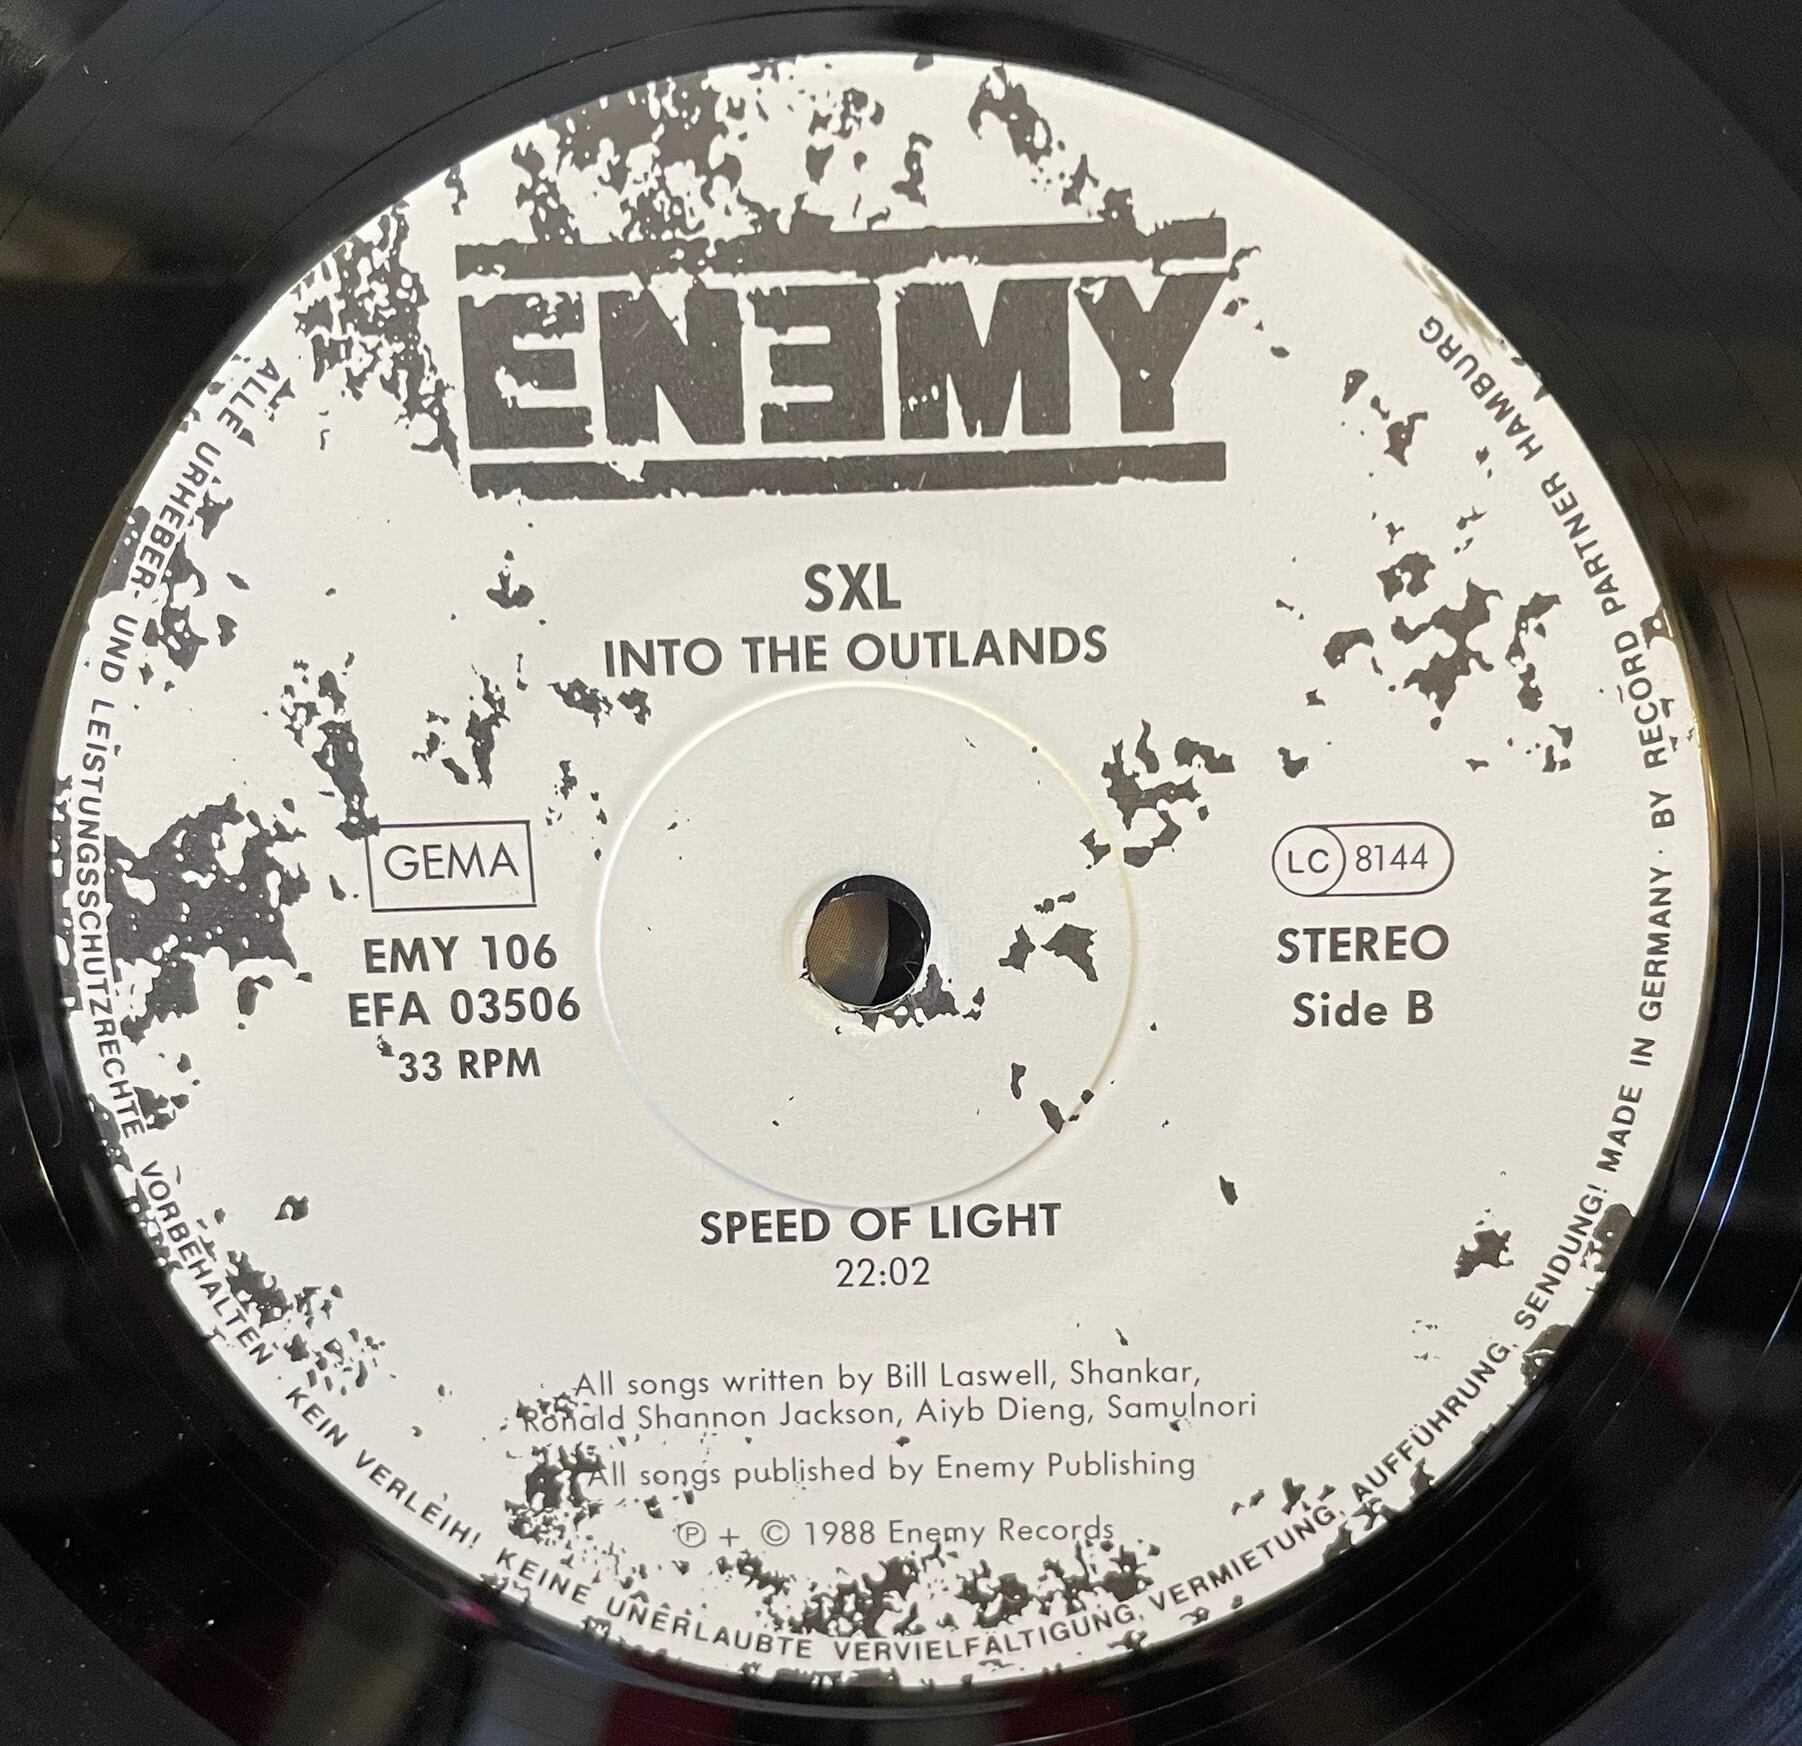 ENEMY
SXL
INTO THE OUTLANDS
GEMA
EMY 106
EFA 03506
33 RPM
LC 8144
STEREO
Side B
SPEED OF LIGHT
22:02
All songs written by Bill Laswell, Shankar,
Ronald Shannon Jackson, Aiyb Dieng, Samulnori
All songs published by Enemy Publishing
Ⓟ + © 1988 Enemy Records
ALLE URHEBER- UND LEISTUNGSSCHUTZRECHTE VORBEHALTEN · KEIN VERLEIH! KEINE UNERLAUBTE VERVIELFÄLTIGUNG, VERMIETUNG, AUFFÜHRUNG, SENDUNG! MADE IN GERMANY · BY RECORD PARTNER HAMBURG